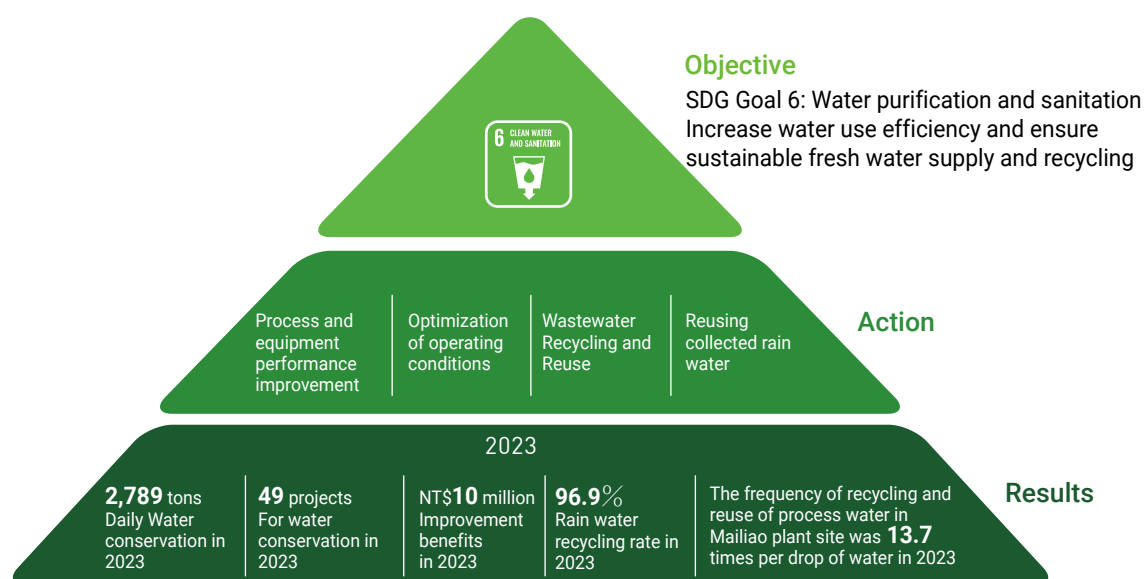 Objective
SDG Goal 6: Water purification and sanitation
Increase water use efficiency and ensure
sustainable fresh water supply and recycling
6 CLEAN WATER
AND SANITATION
Action
Process and
equipment
performance
improvement
Optimization
of operating
conditions
Wastewater
Recycling and
Reuse
Reusing
collected rain
water
2023
Results
2,789 tons
Daily Water
conservation in
2023
49 projects
For water
conservation in
2023
NT$10 million
Improvement
benefits
in 2023
96.9%
Rain water
recycling rate in
2023
The frequency of recycling and
reuse of process water in
Mailiao plant site was 13.7
times per drop of water in 2023